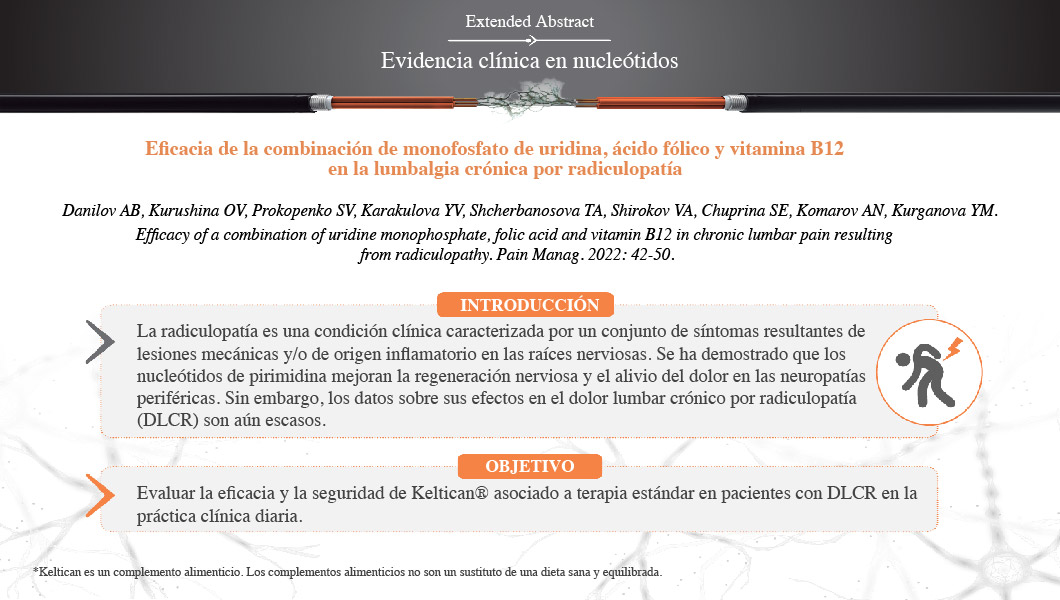 Extended Abstract
Evidencia clínica en nucleótidos
Eficacia de la combinación de monofosfato de uridina, ácido fólico y vitamina B12
en la lumbalgia crónica por radiculopatía
Danilov AB, Kurushina OV, Prokopenko SV, Karakulova YV, Shcherbanosova TA, Shirokov VA, Chuprina SE, Komarov AN, Kurganova YM.
Efficacy of a combination of uridine monophosphate, folic acid and vitamin B12 in chronic lumbar pain resulting
from radiculopathy. Pain Manag. 2022: 42-50.
INTRODUCCIÓN
La radiculopatía es una condición clínica caracterizada por un conjunto de síntomas resultantes de
lesiones mecánicas y/o de origen inflamatorio en las raíces nerviosas. Se ha demostrado que los
nucleótidos de pirimidina mejoran la regeneración nerviosa y el alivio del dolor en las neuropatías
periféricas. Sin embargo, los datos sobre sus efectos en el dolor lumbar crónico por radiculopatía
(DLCR) son aún escasos.
OBJETIVO
Evaluar la eficacia y la seguridad de Keltican® asociado a terapia estándar en pacientes con DLCR en la
práctica clínica diaria.
*Keltican es un complemento alimenticio. Los complementos alimenticios no son un sustituto de una dieta sana y equilibrada.